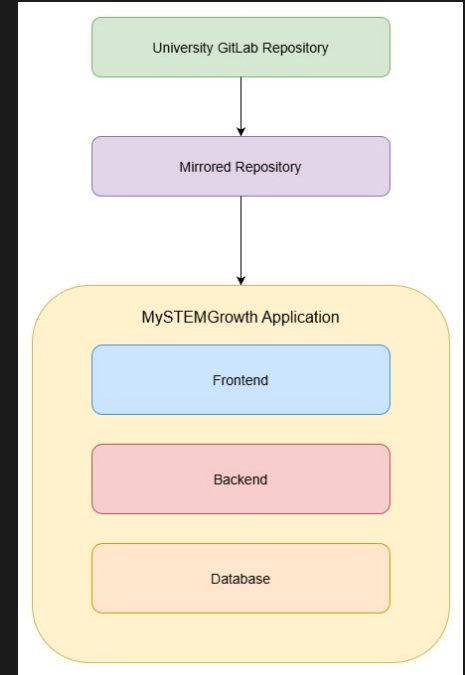 University GitLab Repository
Mirrored Repository
MySTEMGrowth Application
Frontend
Backend
Database